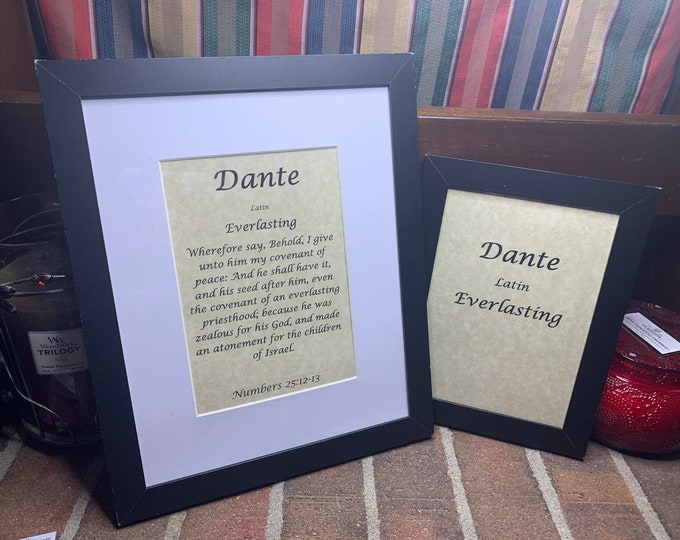 Dante
Latin
Everlasting
Wherefore say, Behold, I give
unto him my covenant of
peace: And he shall have it,
and his seed after him, even
the covenant of an everlasting
priesthood; because he was
zealous for his God, and made
an atonement for the children
of Israel.
Numbers 25:12-13
Dante
Latin
Everlasting
WoodWick
TRILOGY